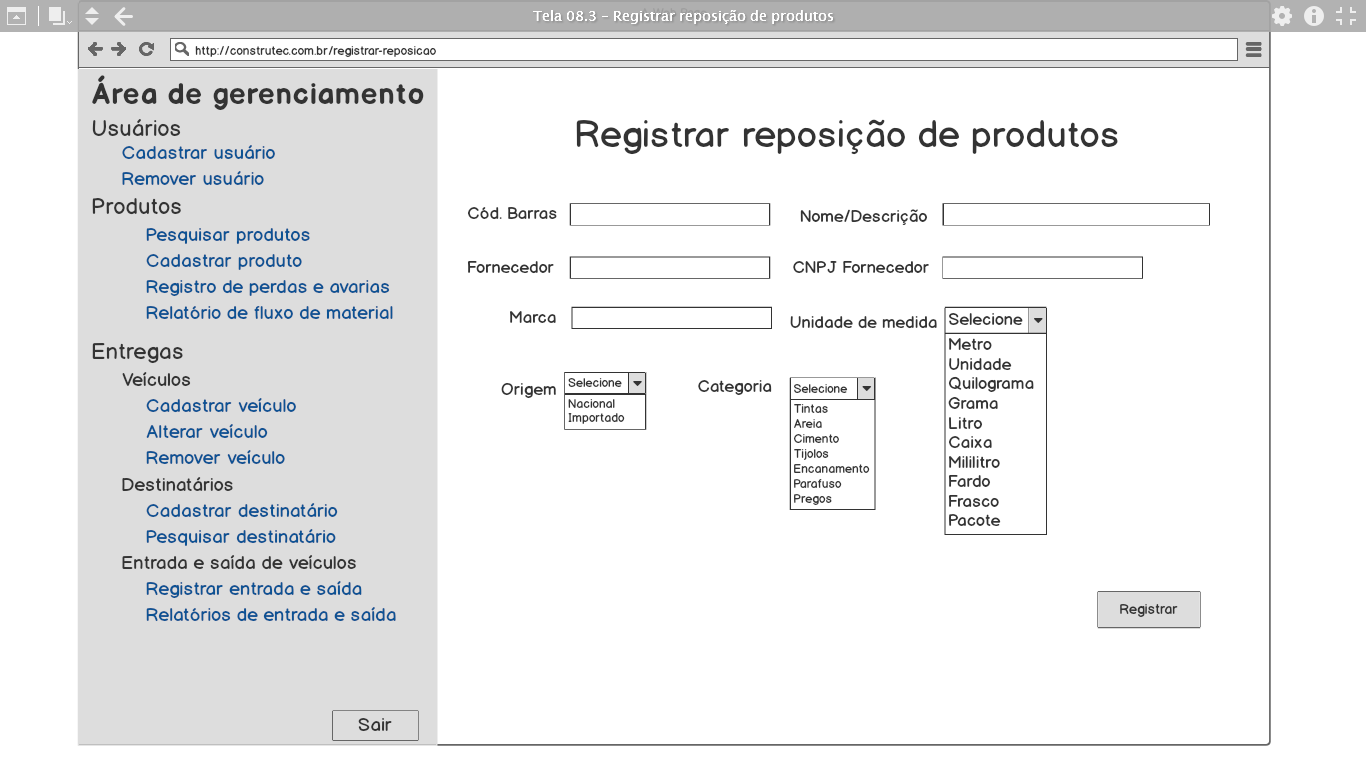 Tela 08.3 - Registrar reposição de produtos
http://construtec.com.br/registrar-reposicao
Área de gerenciamento
Usuários
Cadastrar usuário
Remover usuário
Produtos
Pesquisar produtos
Cadastrar produto
Registro de perdas e avarias
Relatório de fluxo de material
Entregas
Veículos
Cadastrar veículo
Alterar veículo
Remover veículo
Destinatários
Cadastrar destinatário
Pesquisar destinatário
Entrada e saída de veículos
Registrar entrada e saída
Relatórios de entrada e saída
Sair
Registrar reposição de produtos
Cód. Barras
Nome/Descrição
Fornecedor
CNPJ Fornecedor
Marca
Unidade de medida
Selecione
Metro
Unidade
Quilograma
Grama
Litro
Caixa
Mililitro
Fardo
Frasco
Pacote
Origem
Selecione
Nacional
Importado
Categoria
Selecione
Tintas
Areia
Cimento
Tijolos
Encanamento
Parafuso
Pregos
Registrar